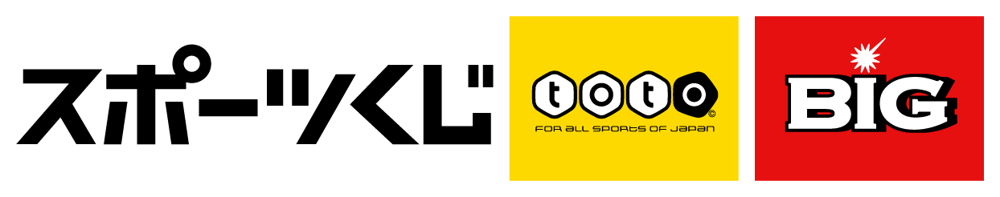 スポーツくじ
toto
©
FOR ALL SPORTS OF JAPAN
BIG